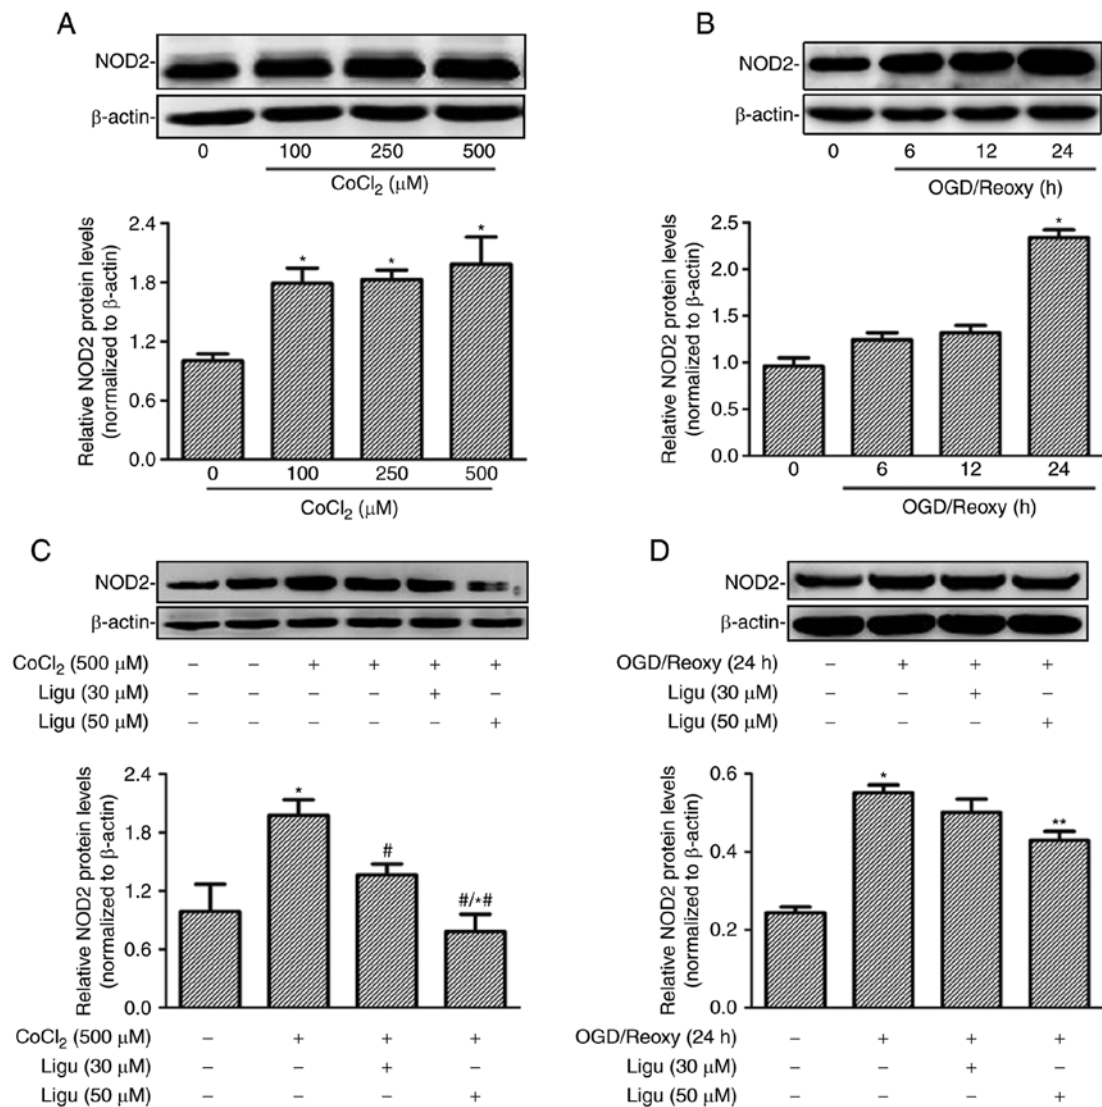 A
NOD2-
β-actin-
0 100 250 500
CoCl2 (μM)
Relative NOD2 protein levels
(normalized to β-actin)
2.4
1.8
1.2
0.6
0.0
* * *
0 100 250 500
CoCl2 (μM)
B
NOD2-
β-actin-
0 6 12 24
OGD/Reoxy (h)
Relative NOD2 protein levels
(normalized to β-actin)
2.5
2.0
1.5
1.0
0.5
0.0
*
0 6 12 24
OGD/Reoxy (h)
C
NOD2-
β-actin-
CoCl2 (500 μM) – – + + + +
Ligu (30 μM) – – – – + –
Ligu (50 μM) – – – – – +
Relative NOD2 protein levels
(normalized to β-actin)
2.4
1.8
1.2
0.6
0.0
* # #/*#
CoCl2 (500 μM) – + + +
Ligu (30 μM) – – + –
Ligu (50 μM) – – – +
D
NOD2-
β-actin-
OGD/Reoxy (24 h) – + + +
Ligu (30 μM) – – + –
Ligu (50 μM) – – – +
Relative NOD2 protein levels
(normalized to β-actin)
0.6
0.4
0.2
0.0
* **
OGD/Reoxy (24 h) – + + +
Ligu (30 μM) – – + –
Ligu (50 μM) – – – +